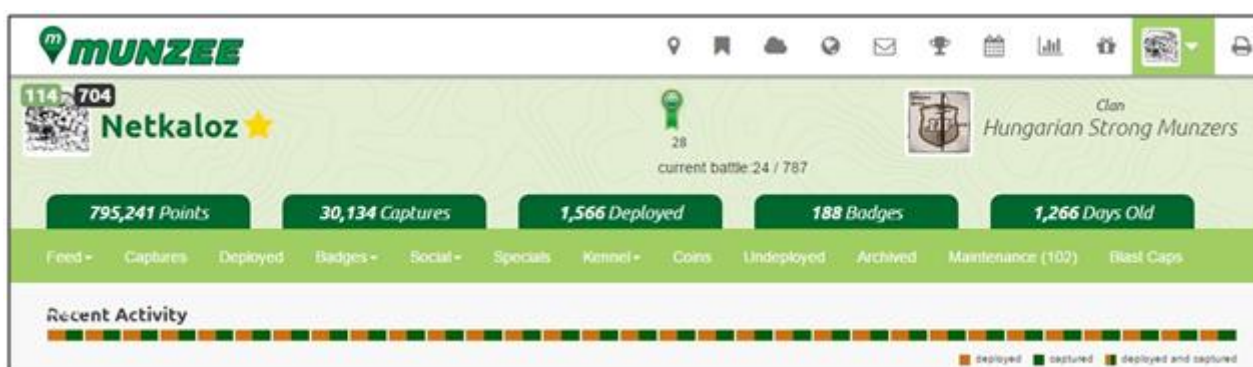 munzee
114 704
Netkaloz
28
current battle:24 / 787
Clan
Hungarian Strong Munzers
795,241 Points
30,134 Captures
1,566 Deployed
188 Badges
1,266 Days Old
Feed Captures Deployed Badges Social Specials Kennel Coins Undeployed Archived Maintenance (102) Blast Caps
Recent Activity
deployed captured deployed and captured